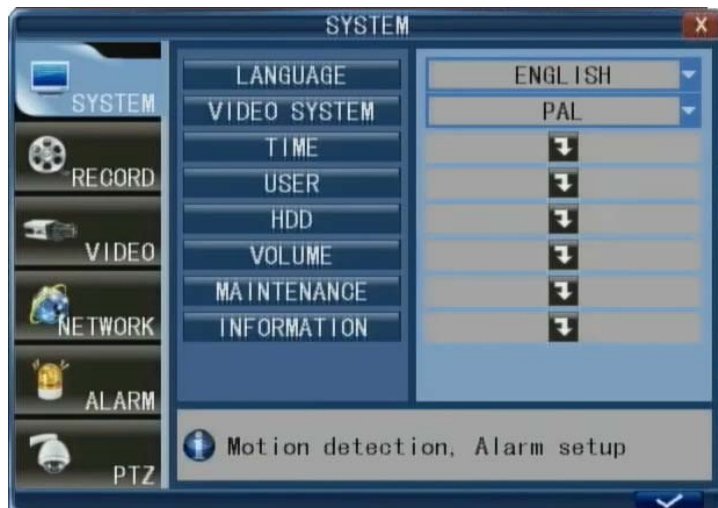 SYSTEM
X
SYSTEM
RECORD
VIDEO
NETWORK
ALARM
PTZ
LANGUAGE ENGLISH
VIDEO SYSTEM PAL
TIME
USER
HDD
VOLUME
MAINTENANCE
INFORMATION
Motion detection, Alarm setup